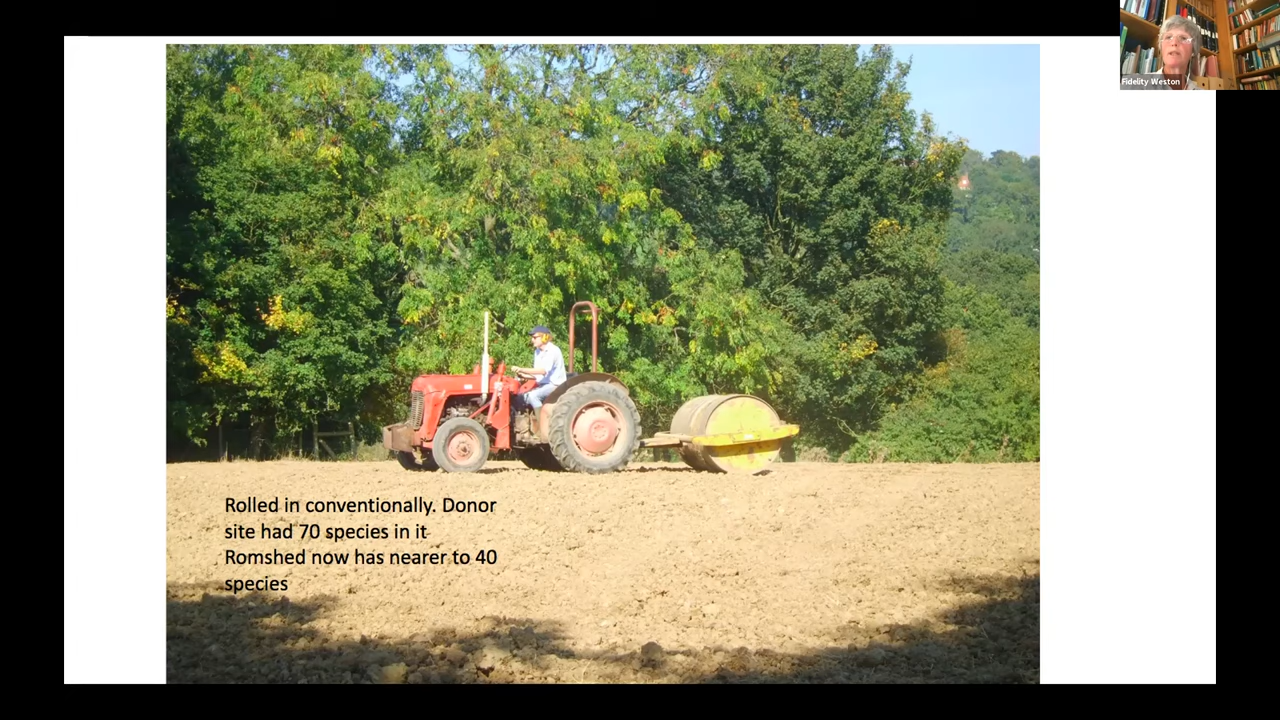 Fidelity Weston
Rolled in conventionally. Donor
site had 70 species in it
Romshed now has nearer to 40
species